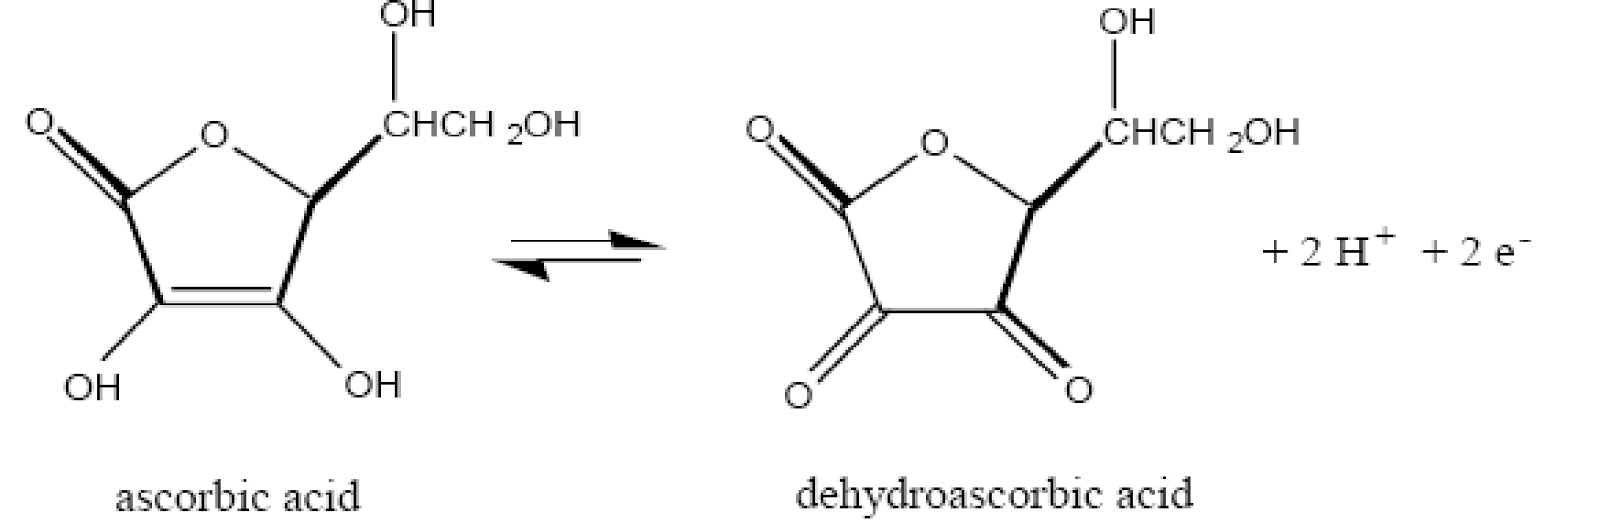 OH
OH
O
O
CHCH 2OH
O
O
CHCH 2OH
+ 2 H+ + 2 e-
OH
OH
O
O
ascorbic acid
dehydroascorbic acid